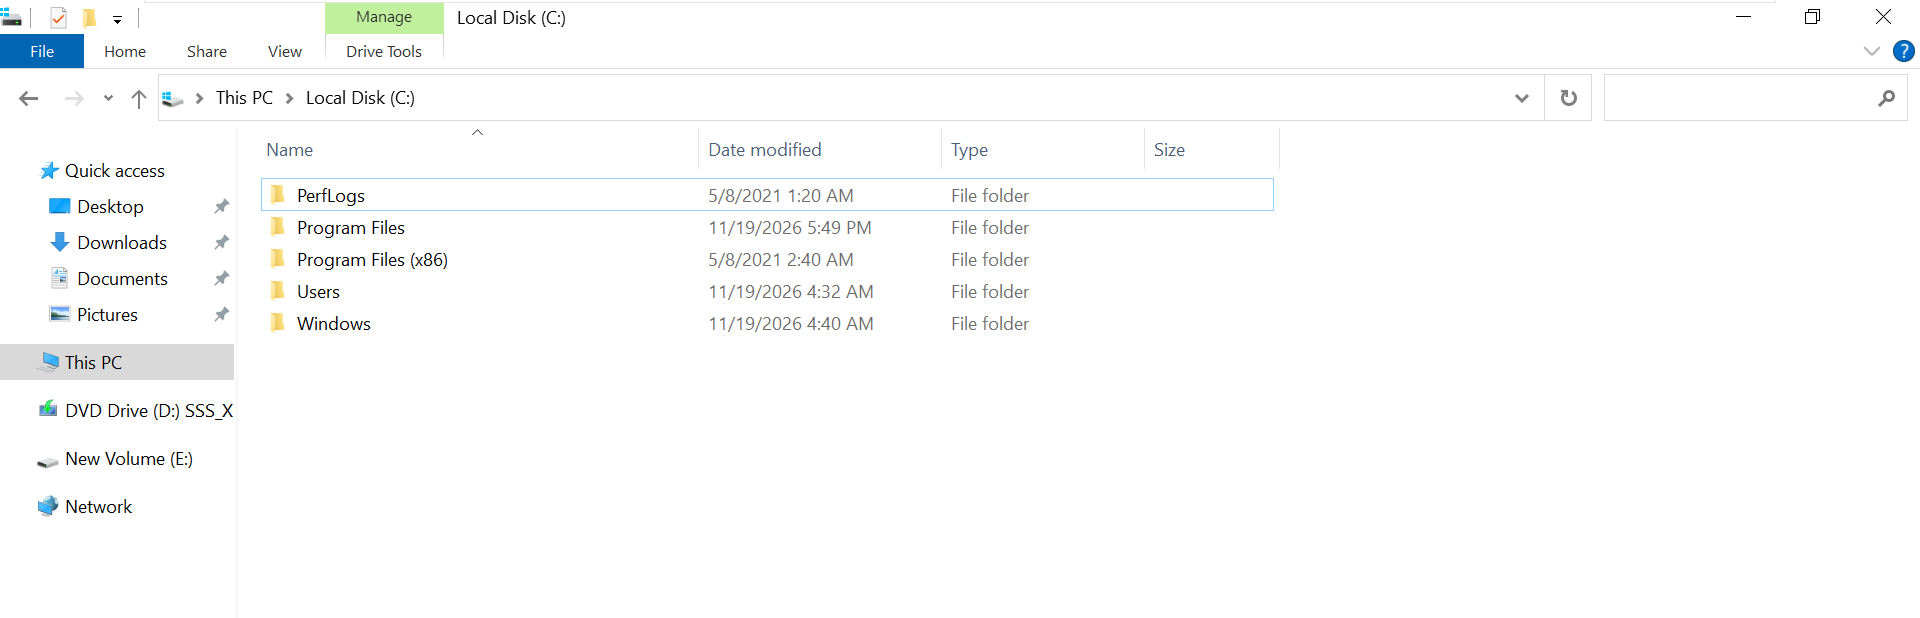 Manage Local Disk (C:)
File Home Share View Drive Tools ?
This PC Local Disk (C:)
Name Date modified Type Size
Quick access
Desktop
Downloads
Documents
Pictures
This PC
DVD Drive (D:) SSS_X
New Volume (E:)
Network
PerfLogs 5/8/2021 1:20 AM File folder
Program Files 11/19/2026 5:49 PM File folder
Program Files (x86) 5/8/2021 2:40 AM File folder
Users 11/19/2026 4:32 AM File folder
Windows 11/19/2026 4:40 AM File folder